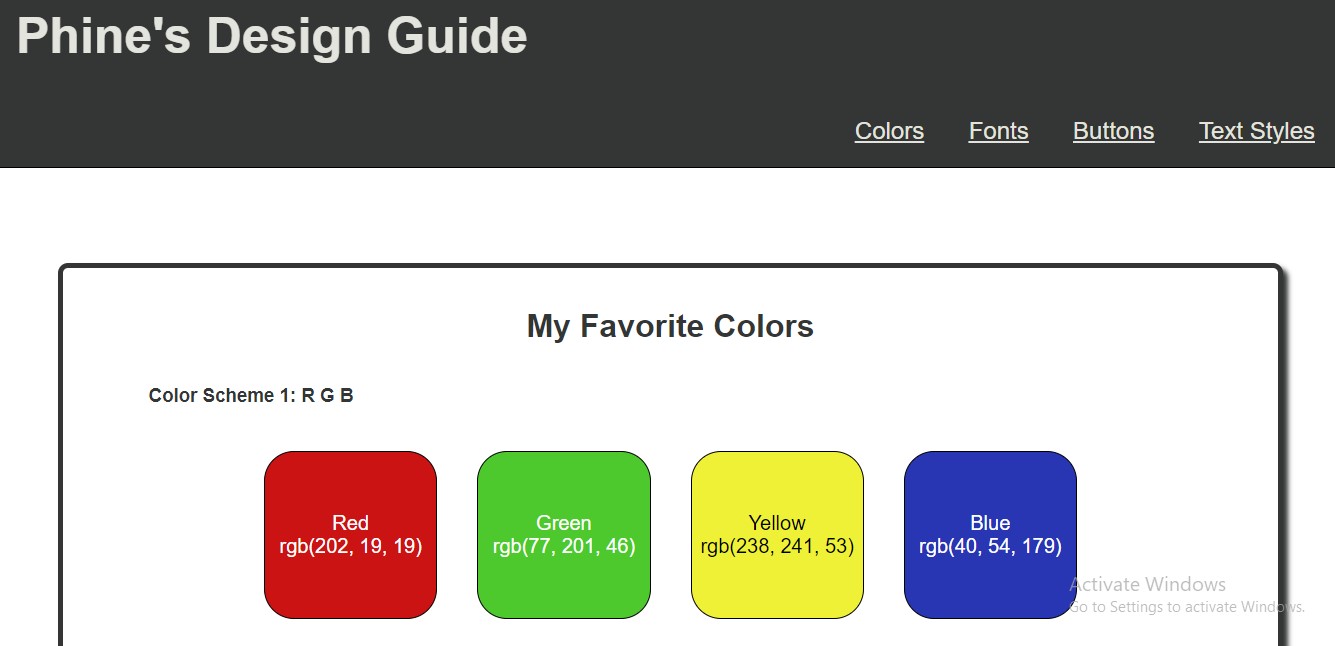 Phine's Design Guide
Colors Fonts Buttons Text Styles
My Favorite Colors
Color Scheme 1: R G B
Red
rgb(202, 19, 19)
Green
rgb(77, 201, 46)
Yellow
rgb(238, 241, 53)
Blue
rgb(40, 54, 179)
Activate Windows
Go to Settings to activate Windows.